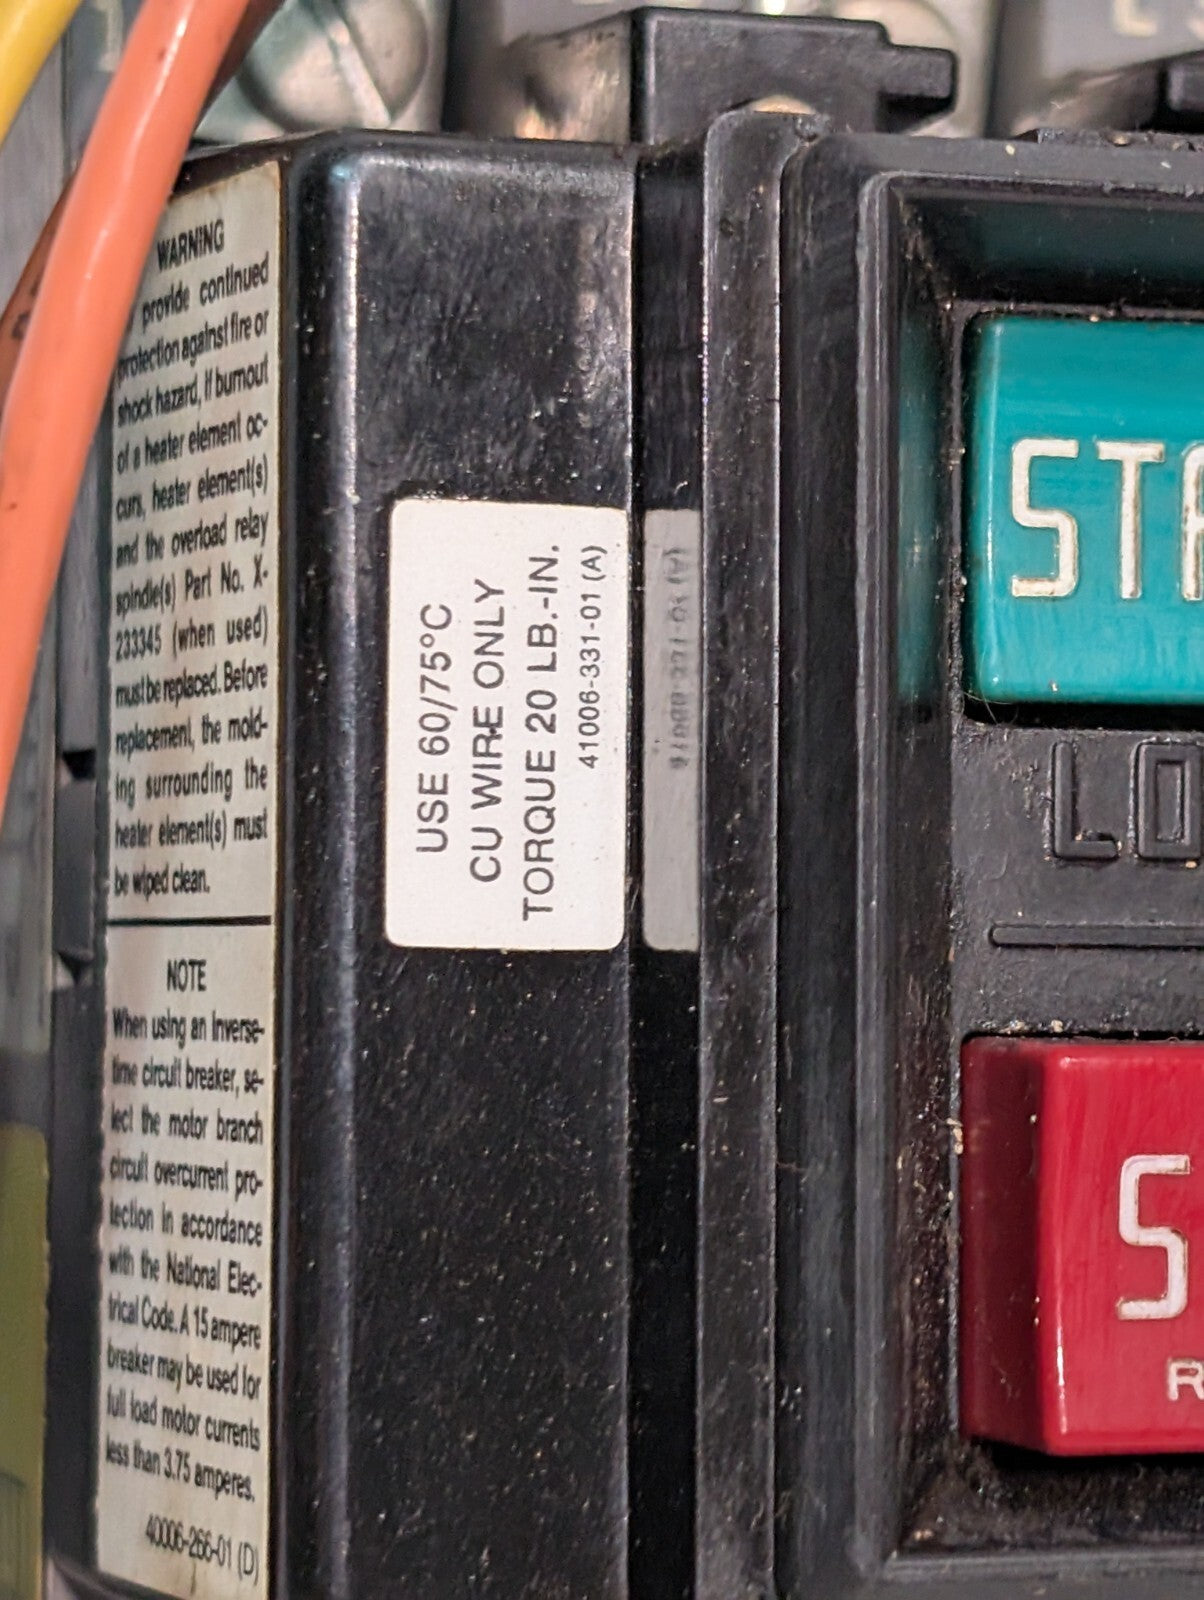 WARNING
provide continued
protection against fire or
shock hazard, if burnout
of a heater element oc-
curs, heater element(s)
and the overload relay
spindle(s) Part No. X-
233345 (when used)
must be replaced. Before
replacement, the mold-
ing surrounding the
heater element(s) must
be wiped clean.
NOTE
When using an inverse-
time circuit breaker, se-
lect the motor branch
circuit overcurrent pro-
tection in accordance
with the National Elec-
trical Code. A 15 ampere
breaker may be used for
full load motor currents
less than 3.75 amperes.
40006-266-01 (D)
USE 60/75°C
CU WIRE ONLY
TORQUE 20 LB.-IN.
41006-331-01 (A)
STA
LO
S
R